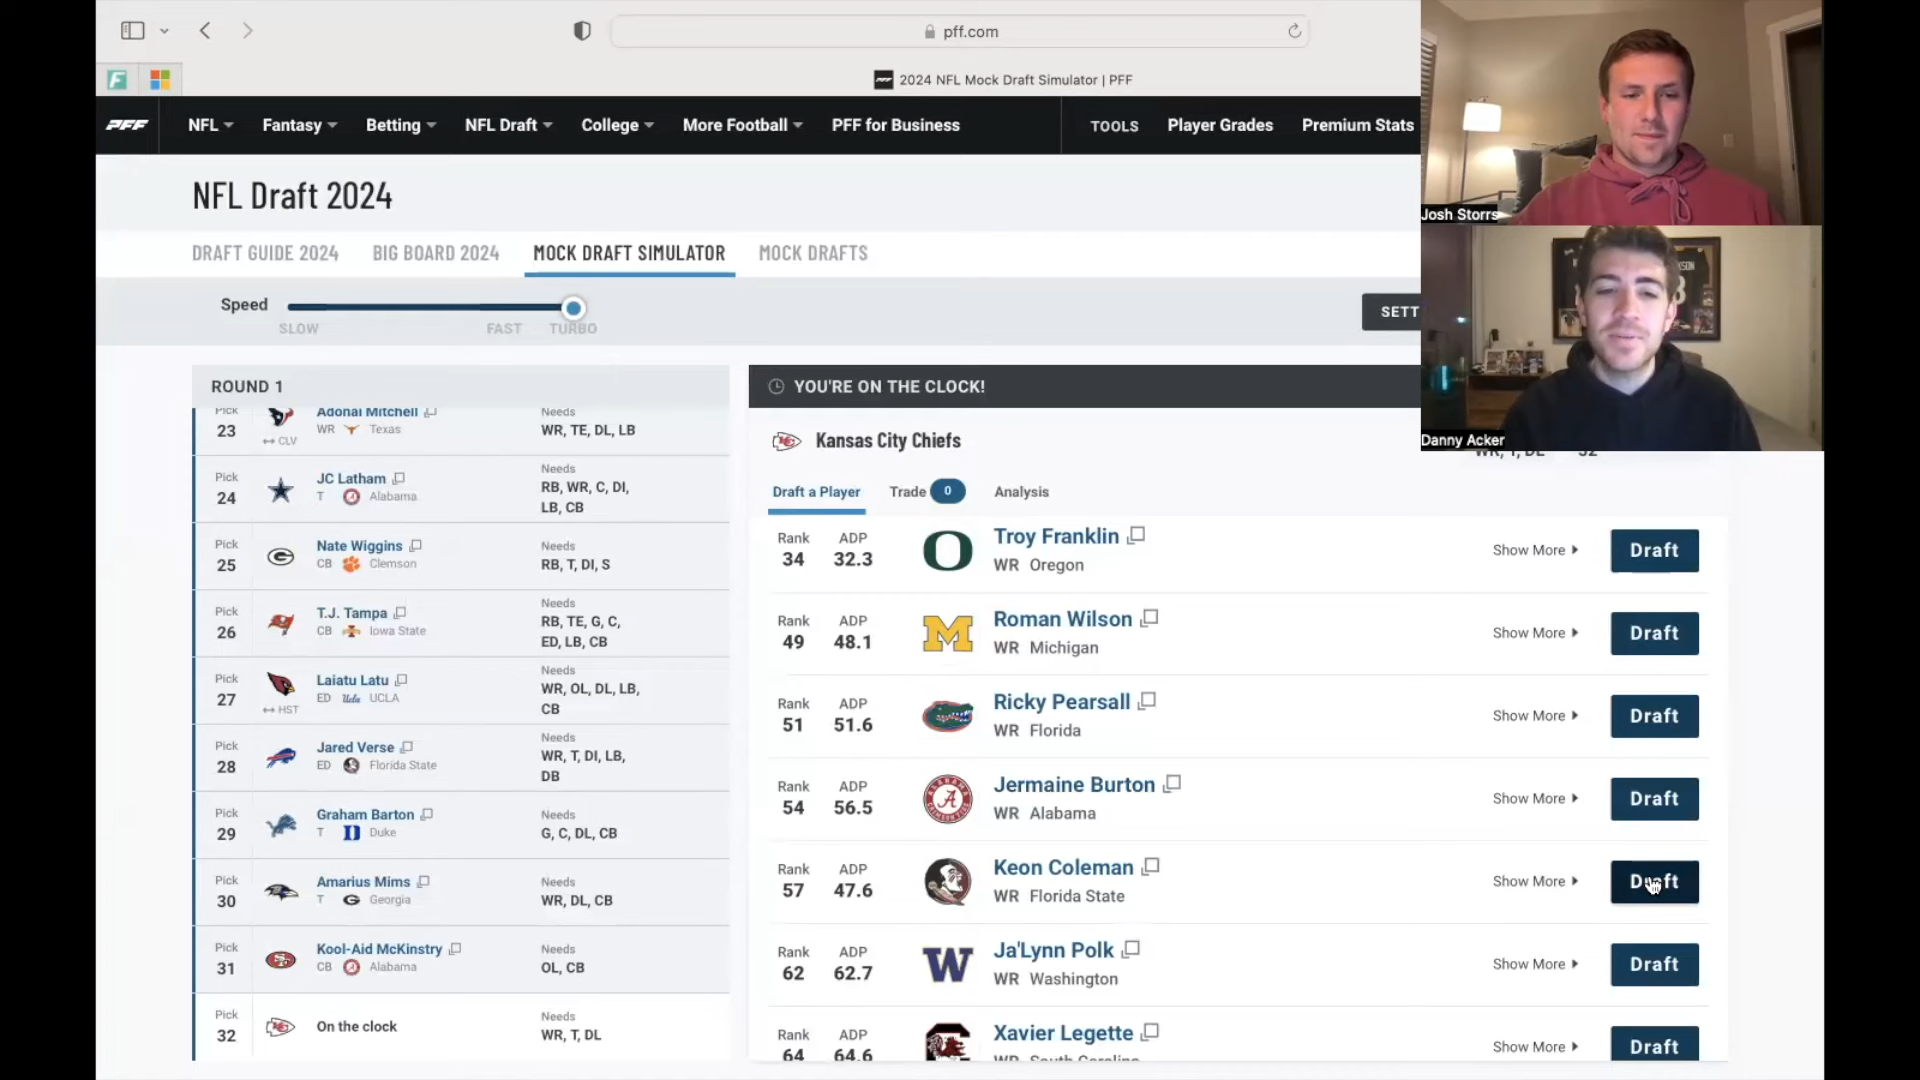 pff.com
2024 NFL Mock Draft Simulator | PFF
PFF NFL Fantasy Betting NFL Draft College More Football PFF for Business TOOLS Player Grades Premium Stats
Josh Storrs
NFL Draft 2024
DRAFT GUIDE 2024 BIG BOARD 2024 MOCK DRAFT SIMULATOR MOCK DRAFTS
Speed
SLOW FAST TURBO
SETT
Danny Acker
ROUND 1
Pick 23 Adonai Mitchell Needs
WR Texas WR, TE, DL, LB
↔ CLV
Pick 24 JC Latham Needs
T Alabama RB, WR, C, DI,
LB, CB
Pick 25 Nate Wiggins Needs
CB Clemson RB, T, DI, S
Pick 26 T.J. Tampa Needs
CB Iowa State RB, TE, G, C,
ED, LB, CB
Pick 27 Laiatu Latu Needs
ED Ucla UCLA WR, OL, DL, LB,
↔ HST CB
Pick 28 Jared Verse Needs
ED Florida State WR, T, DI, LB,
DB
Pick 29 Graham Barton Needs
T D Duke G, C, DL, CB
Pick 30 Amarius Mims Needs
T G Georgia WR, DL, CB
Pick 31 Kool-Aid McKinstry Needs
CB Alabama OL, CB
Pick 32 On the clock Needs
WR, T, DL
YOU'RE ON THE CLOCK!
Kansas City Chiefs
WR, T, DL 32
Draft a Player Trade 0 Analysis
Rank 34 ADP 32.3 O Troy Franklin Show More Draft
WR Oregon
Rank 49 ADP 48.1 M Roman Wilson Show More Draft
WR Michigan
Rank 51 ADP 51.6 Ricky Pearsall Show More Draft
WR Florida
Rank 54 ADP 56.5 A Jermaine Burton Show More Draft
WR Alabama
Rank 57 ADP 47.6 Keon Coleman Show More Draft
WR Florida State
Rank 62 ADP 62.7 W Ja'Lynn Polk Show More Draft
WR Washington
Rank 64 ADP 64.6 Xavier Legette Show More Draft
WR South Carolina